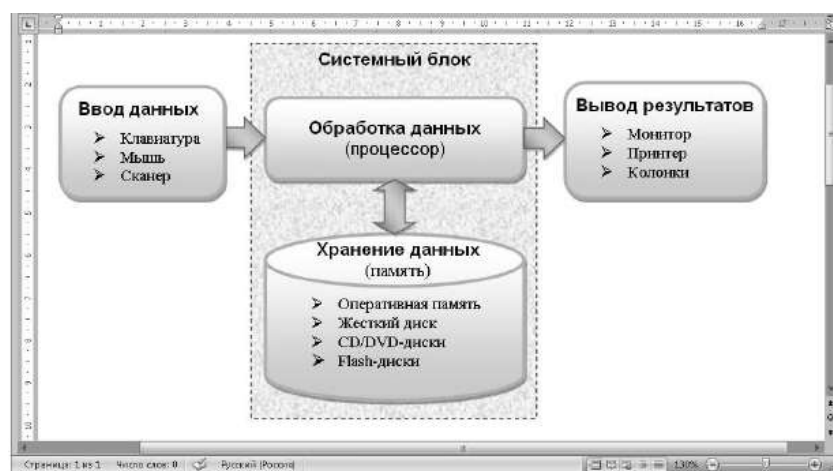 Системный блок
Ввод данных
➢ Клавиатура
➢ Мышь
➢ Сканер
Обработка данных
(процессор)
Вывод результатов
➢ Монитор
➢ Принтер
➢ Колонки
Хранение данных
(память)
➢ Оперативная память
➢ Жесткий диск
➢ CD/DVD-диски
➢ Flash-диски
Страница: 1 из 1 Число слов: 0 Русский (Россия) 130%